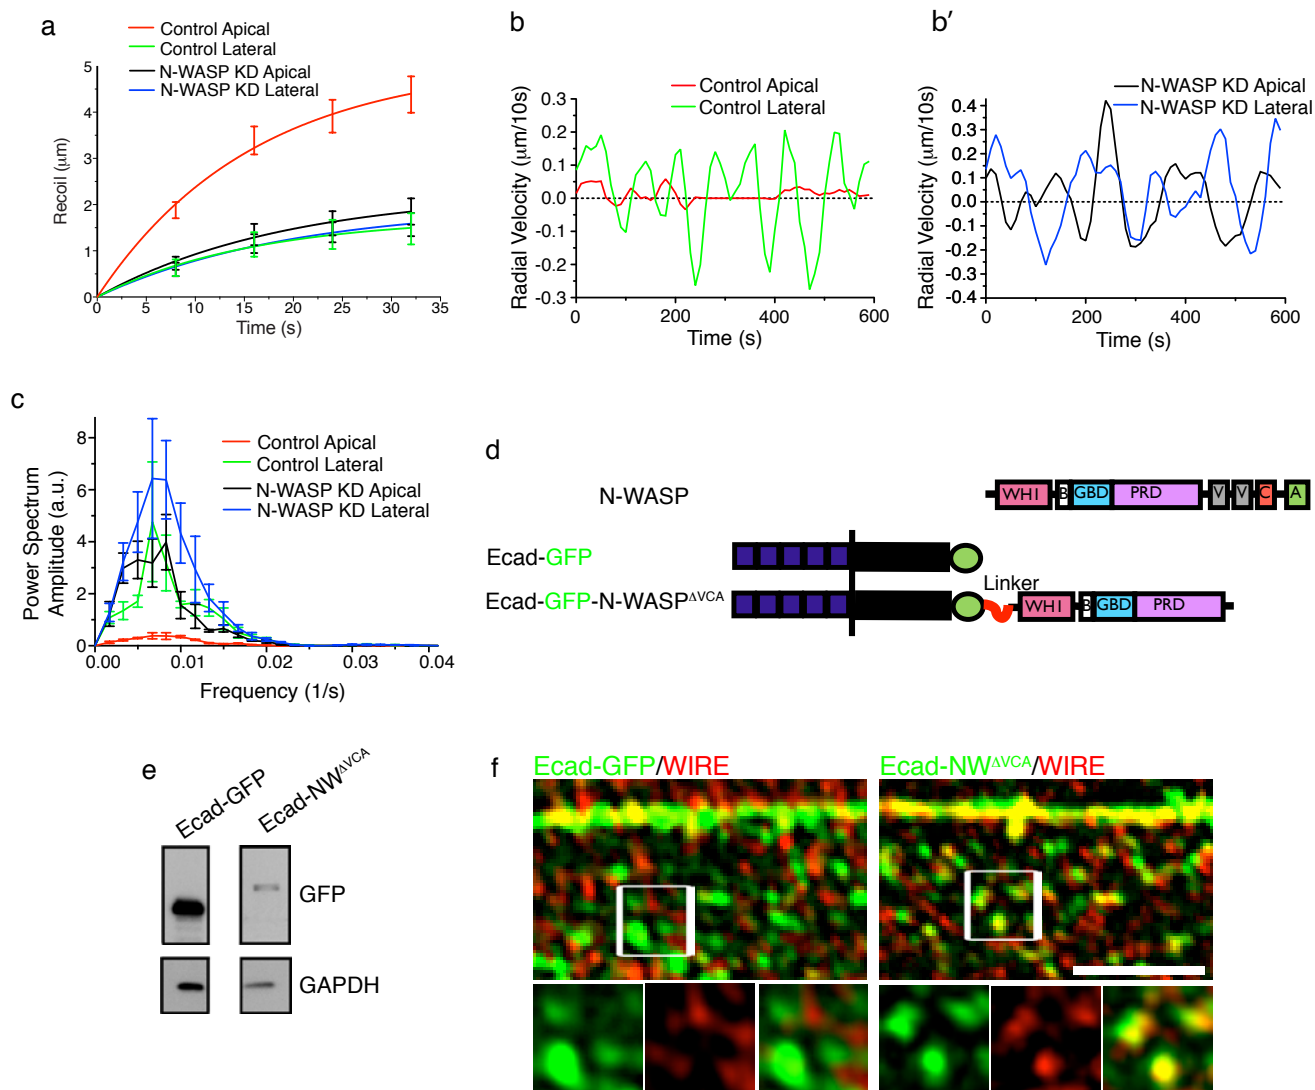 a
Control Apical
Control Lateral
N-WASP KD Apical
N-WASP KD Lateral
5
4
3
2
1
0
Recoil (μm)
0 5 10 15 20 25 30 35
Time (s)
b
Control Apical
Control Lateral
0.3
0.2
0.1
0.0
-0.1
-0.2
-0.3
Radial Velocity (μm/10s)
0 200 400 600
Time (s)
b'
N-WASP KD Apical
N-WASP KD Lateral
0.4
0.3
0.2
0.1
0.0
-0.1
-0.2
-0.3
-0.4
Radial Velocity (μm/10s)
0 200 400 600
Time (s)
c
Control Apical
Control Lateral
N-WASP KD Apical
N-WASP KD Lateral
8
6
4
2
0
Power Spectrum
Amplitude (a.u.)
0.00 0.01 0.02 0.03 0.04
Frequency (1/s)
d
N-WASP
WH1 B GBD PRD V V C A
Ecad-GFP
Linker
Ecad-GFP-N-WASPΔVCA
WH1 B GBD PRD
e
Ecad-GFP
Ecad-NWΔVCA
GFP
GAPDH
f
Ecad-GFP/WIRE
Ecad-NWΔVCA/WIRE